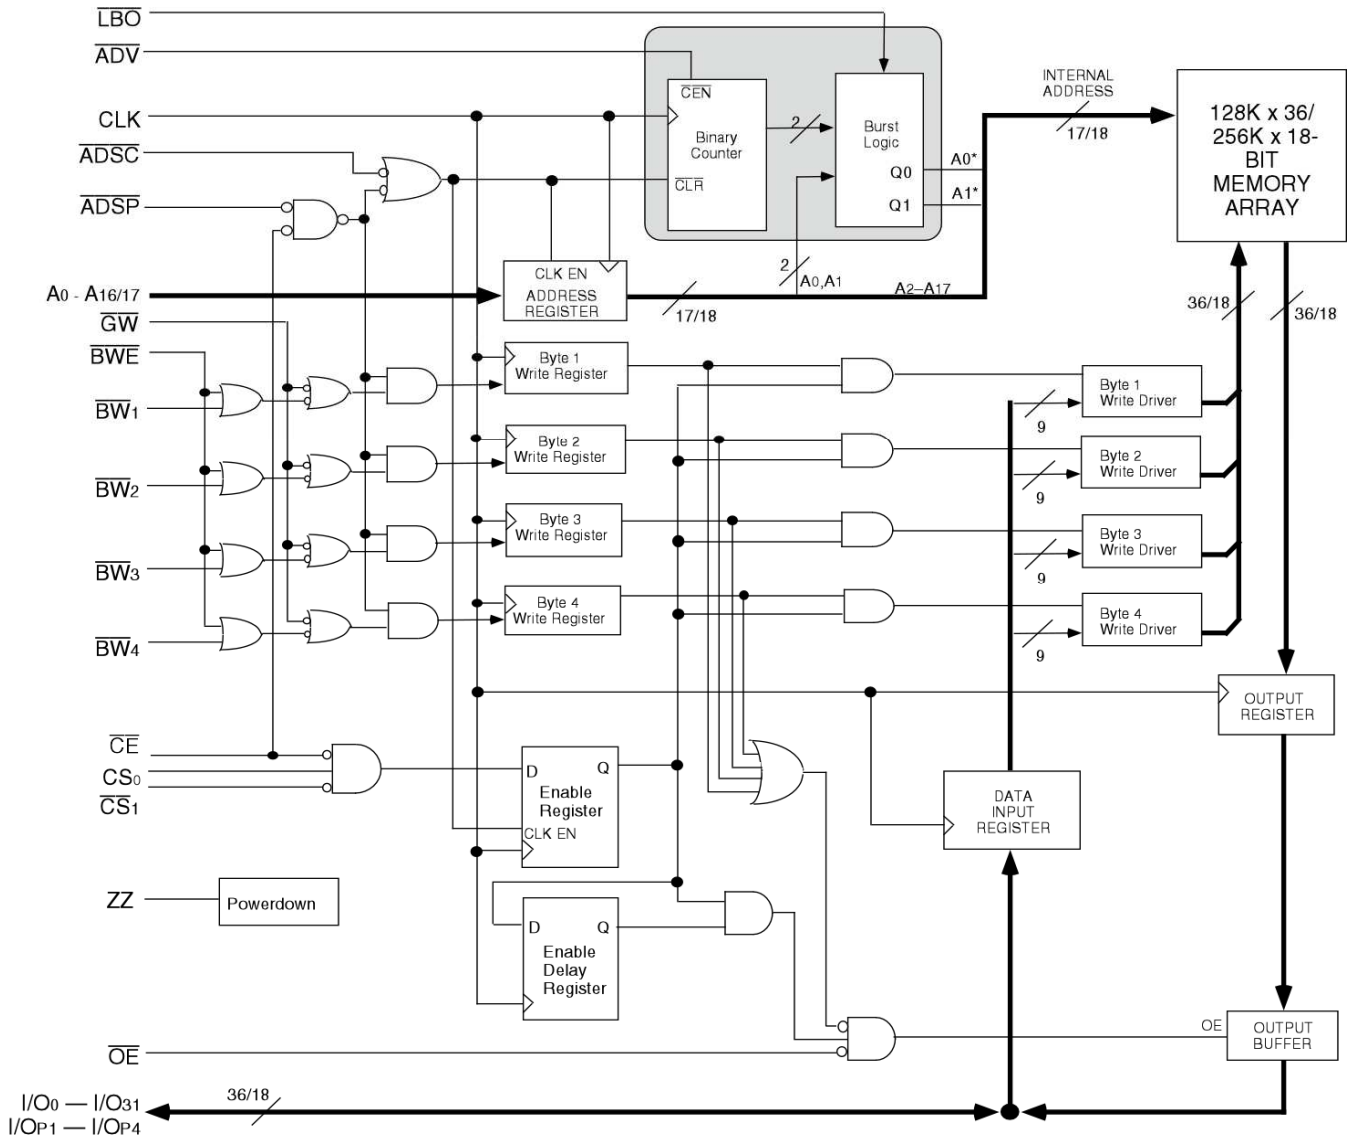 LBO
ADV
CLK
ADSC
ADSP
A0 - A16/17
GW
BWE
BW1
BW2
BW3
BW4
CE
CS0
CS1
ZZ
OE
I/O0 — I/O31
I/OP1 — I/OP4
36/18
CEN
Binary
Counter
CLR
2
Burst
Logic
Q0
Q1
A0*
A1*
2
A0,A1
A2–A17
INTERNAL
ADDRESS
17/18
128K x 36/
256K x 18-
BIT
MEMORY
ARRAY
CLK EN
ADDRESS
REGISTER
17/18
36/18
36/18
Byte 1
Write Register
Byte 2
Write Register
Byte 3
Write Register
Byte 4
Write Register
9
Byte 1
Write Driver
9
Byte 2
Write Driver
9
Byte 3
Write Driver
9
Byte 4
Write Driver
OUTPUT
REGISTER
D
Q
Enable
Register
CLK EN
DATA
INPUT
REGISTER
Powerdown
D
Q
Enable
Delay
Register
OE
OUTPUT
BUFFER